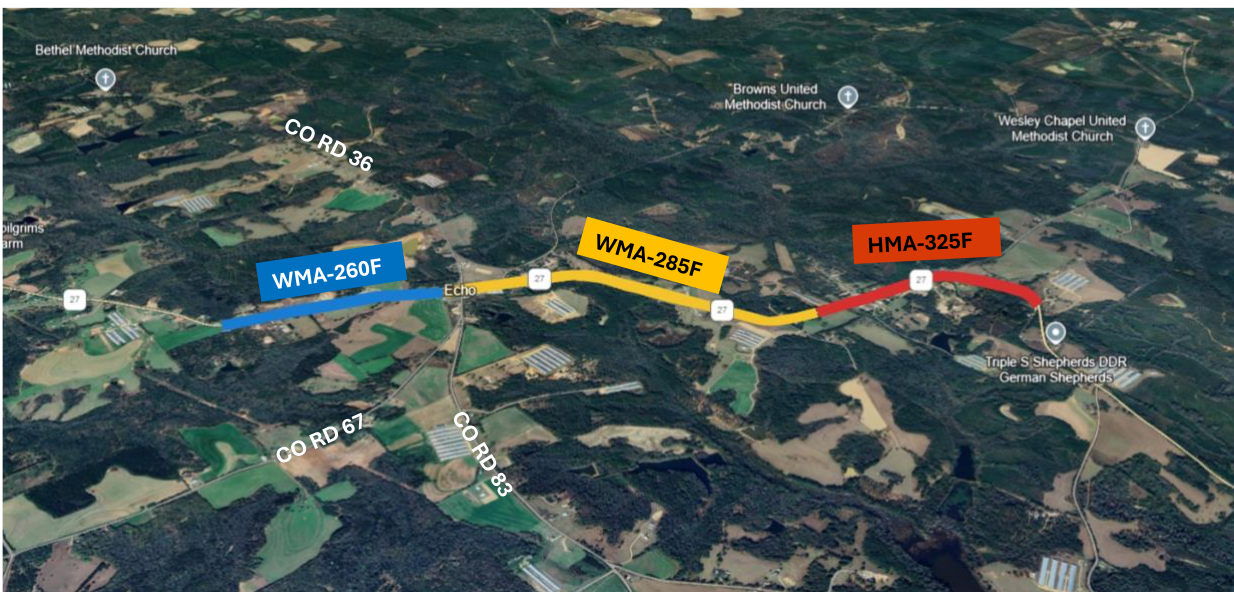 Bethel Methodist Church
Browns United
Methodist Church
Wesley Chapel United
Methodist Church
CO RD 36
pilgrims
arm
WMA-260F
WMA-285F
HMA-325F
27
27
27
27
Echo
Triple S Shepherds DDR
German Shepherds
CO RD 67
CO RD 83